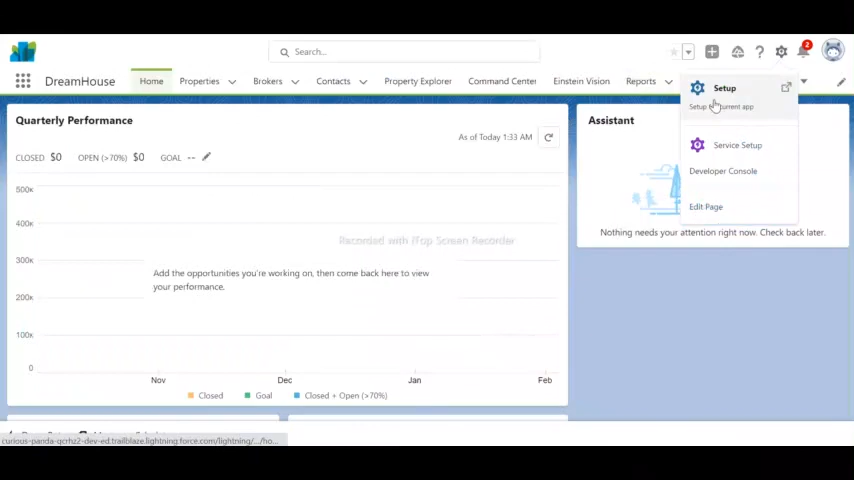 Search...
2
DreamHouse Home Properties Brokers Contacts Property Explorer Command Center Einstein Vision Reports
Setup
Setup current app
Service Setup
Developer Console
Edit Page
Quarterly Performance
As of Today 1:33 AM
CLOSED $0 OPEN (>70%) $0 GOAL --
500K
400K
300K
200K
100K
0
Add the opportunities you're working on, then come back here to view
your performance.
Nov Dec Jan Feb
Closed Goal Closed + Open (>70%)
Recorded with iTop Screen Recorder
Assistant
Nothing needs your attention right now. Check back later.
curious-panda-qcrhz2-dev-ed.trailblaze.lightning.force.com/lightning/.../ho...